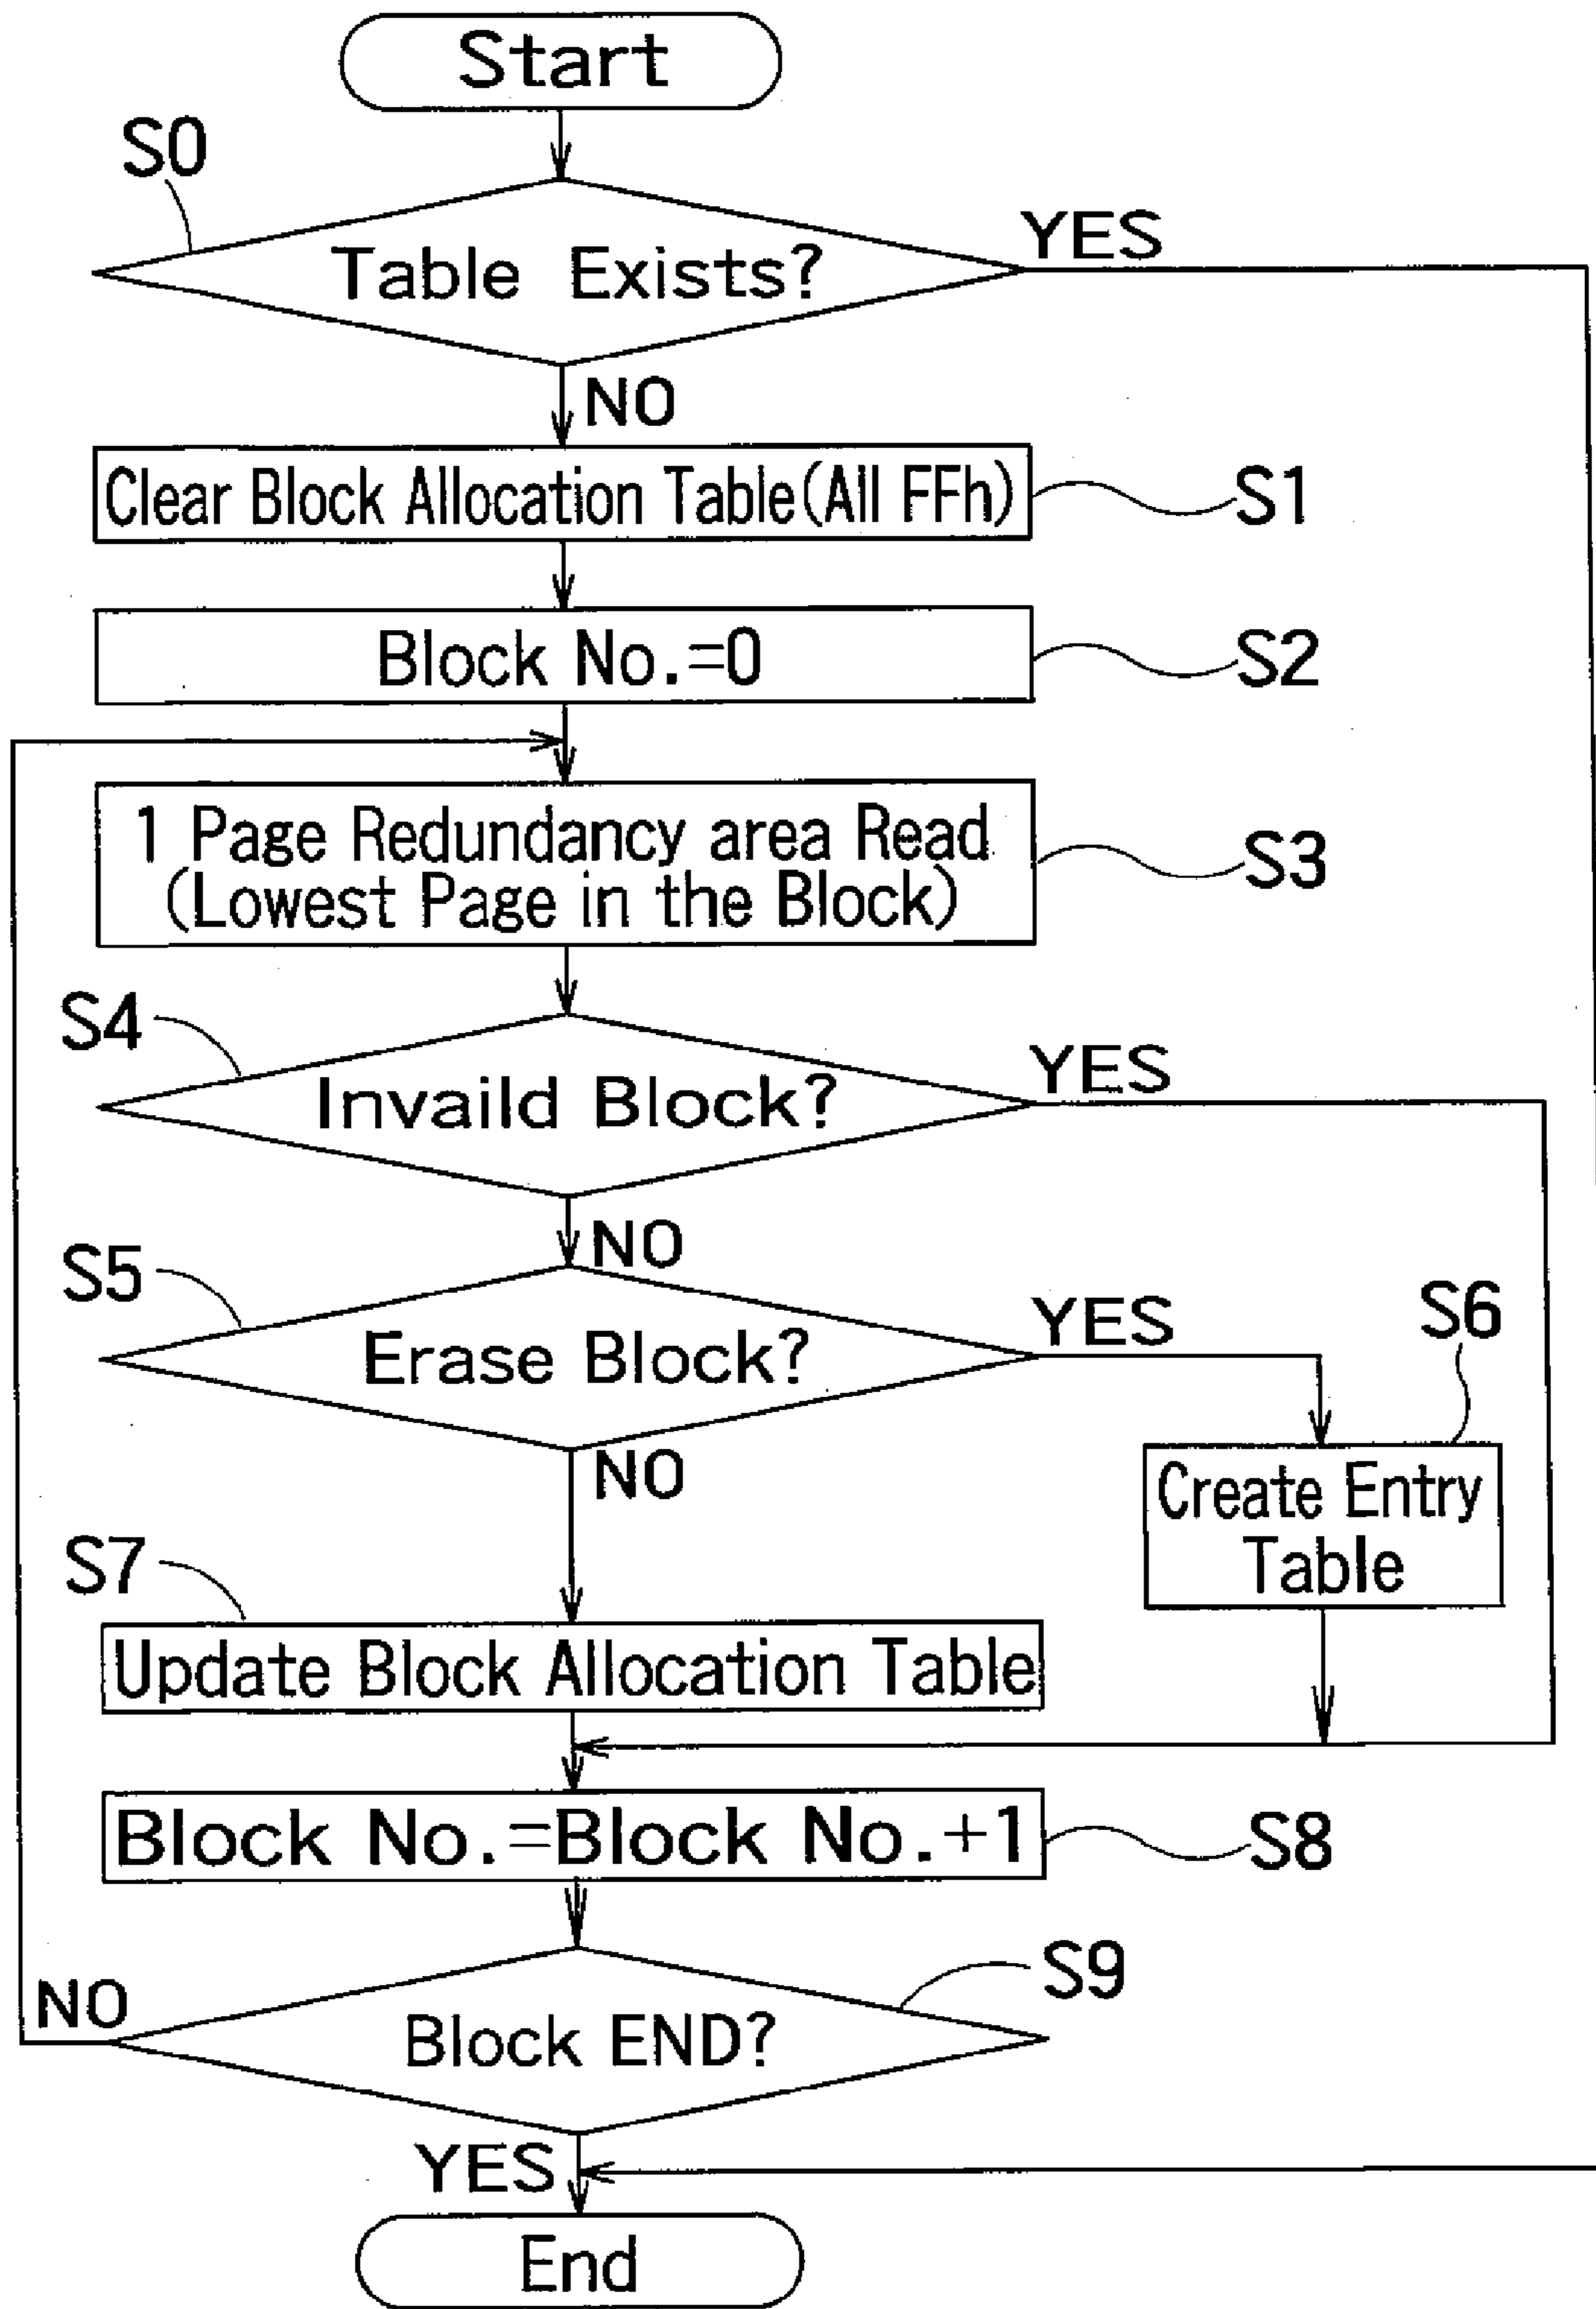 Start
S0
Table Exists?
YES
NO
Clear Block Allocation Table(All FFh)
S1
Block No.=0
S2
1 Page Redundancy area Read
(Lowest Page in the Block)
S3
S4
Invaild Block?
YES
NO
S5
Erase Block?
YES
S6
NO
Create Entry
Table
S7
Update Block Allocation Table
Block No.=Block No.+1
S8
S9
NO
Block END?
YES
End